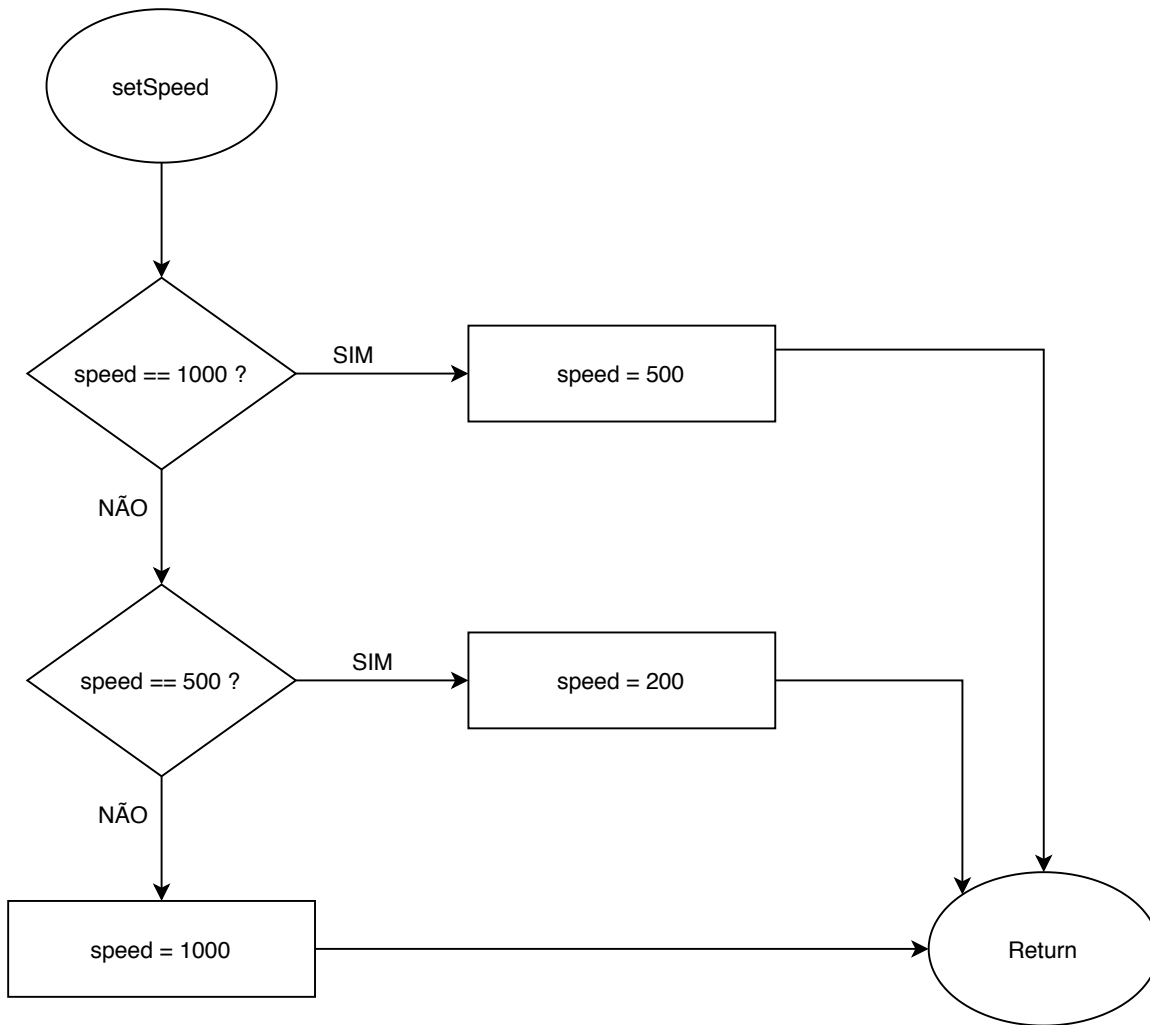 setSpeed
speed == 1000 ?
SIM
speed = 500
NÃO
speed == 500 ?
SIM
speed = 200
NÃO
speed = 1000
Return